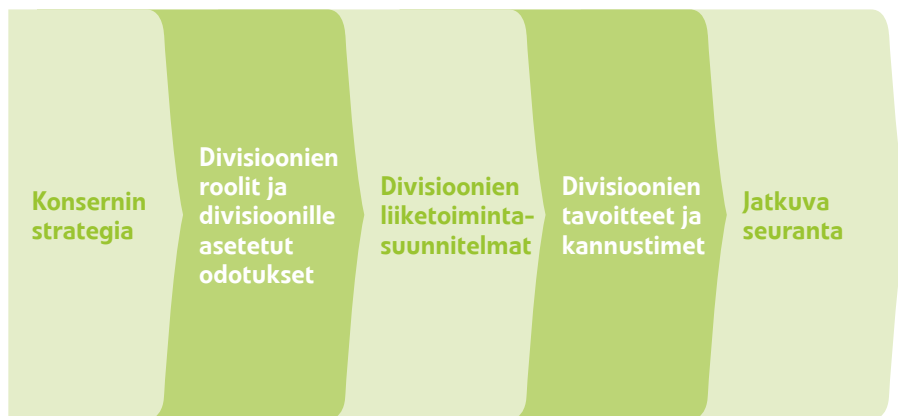 Konsernin
strategia
Divisioonien
roolit ja
divisioonille
asetetut
odotukset
Divisioonien
liiketoiminta-
suunnitelmat
Divisioonien
tavoitteet ja
kannustimet
Jatkuva
seuranta